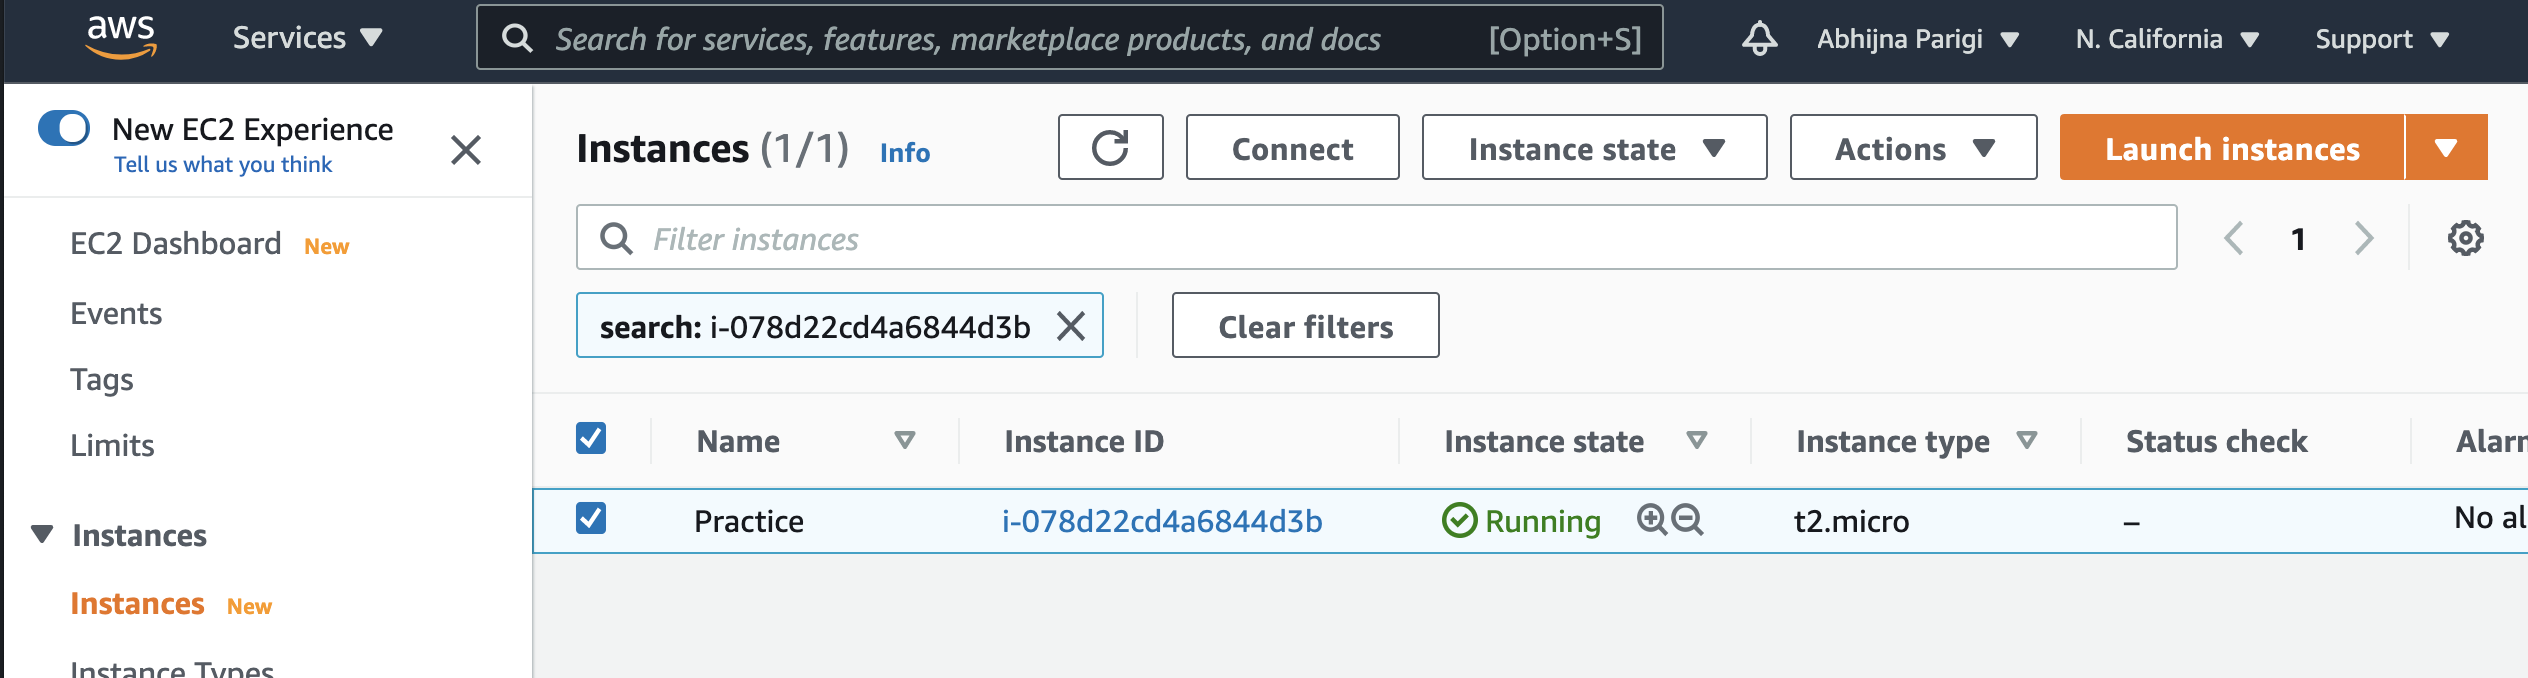 aws Services Search for services, features, marketplace products, and docs [Option+S] Abhijna Parigi N. California Support
New EC2 Experience
Tell us what you think
EC2 Dashboard New
Events
Tags
Limits
Instances
Instances New
Instance Types
Instances (1/1) Info Connect Instance state Actions Launch instances
Filter instances 1
search: i-078d22cd4a6844d3b Clear filters
Name Instance ID Instance state Instance type Status check Alarm
Practice i-078d22cd4a6844d3b Running t2.micro – No al